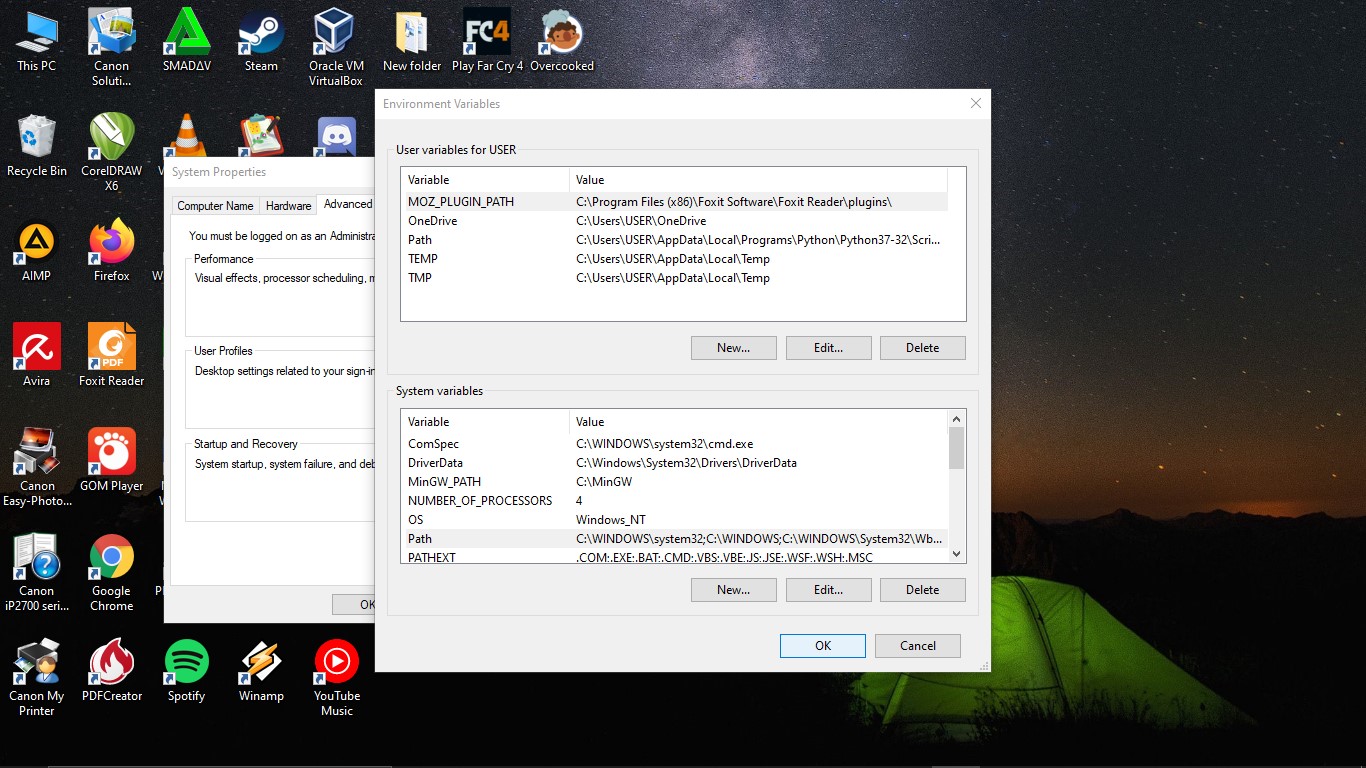 This PC
Canon
Soluti...
SMADΔV
Steam
Oracle VM
VirtualBox
New folder
FC4
Play Far Cry 4
Overcooked
Recycle Bin
CorelDRAW
X6
AIMP
Firefox
Avira
PDF
Foxit Reader
Canon
Easy-Photo...
GOM Player
Canon
iP2700 seri...
Google
Chrome
Canon My
Printer
PDFCreator
Spotify
Winamp
YouTube
Music
System Properties
Computer Name
Hardware
Advanced
You must be logged on as an Administra
Performance
Visual effects, processor scheduling, m
User Profiles
Desktop settings related to your sign-in
Startup and Recovery
System startup, system failure, and deb
OK
Environment Variables
User variables for USER
Variable Value
MOZ_PLUGIN_PATH C:\Program Files (x86)\Foxit Software\Foxit Reader\plugins\
OneDrive C:\Users\USER\OneDrive
Path C:\Users\USER\AppData\Local\Programs\Python\Python37-32\Scri...
TEMP C:\Users\USER\AppData\Local\Temp
TMP C:\Users\USER\AppData\Local\Temp
New... Edit... Delete
System variables
Variable Value
ComSpec C:\WINDOWS\system32\cmd.exe
DriverData C:\Windows\System32\Drivers\DriverData
MinGW_PATH C:\MinGW
NUMBER_OF_PROCESSORS 4
OS Windows_NT
Path C:\WINDOWS\system32;C:\WINDOWS;C:\WINDOWS\System32\Wb...
PATHEXT .COM;.EXE;.BAT;.CMD;.VBS;.VBE;.JS;.JSE;.WSF;.WSH;.MSC
New... Edit... Delete
OK Cancel